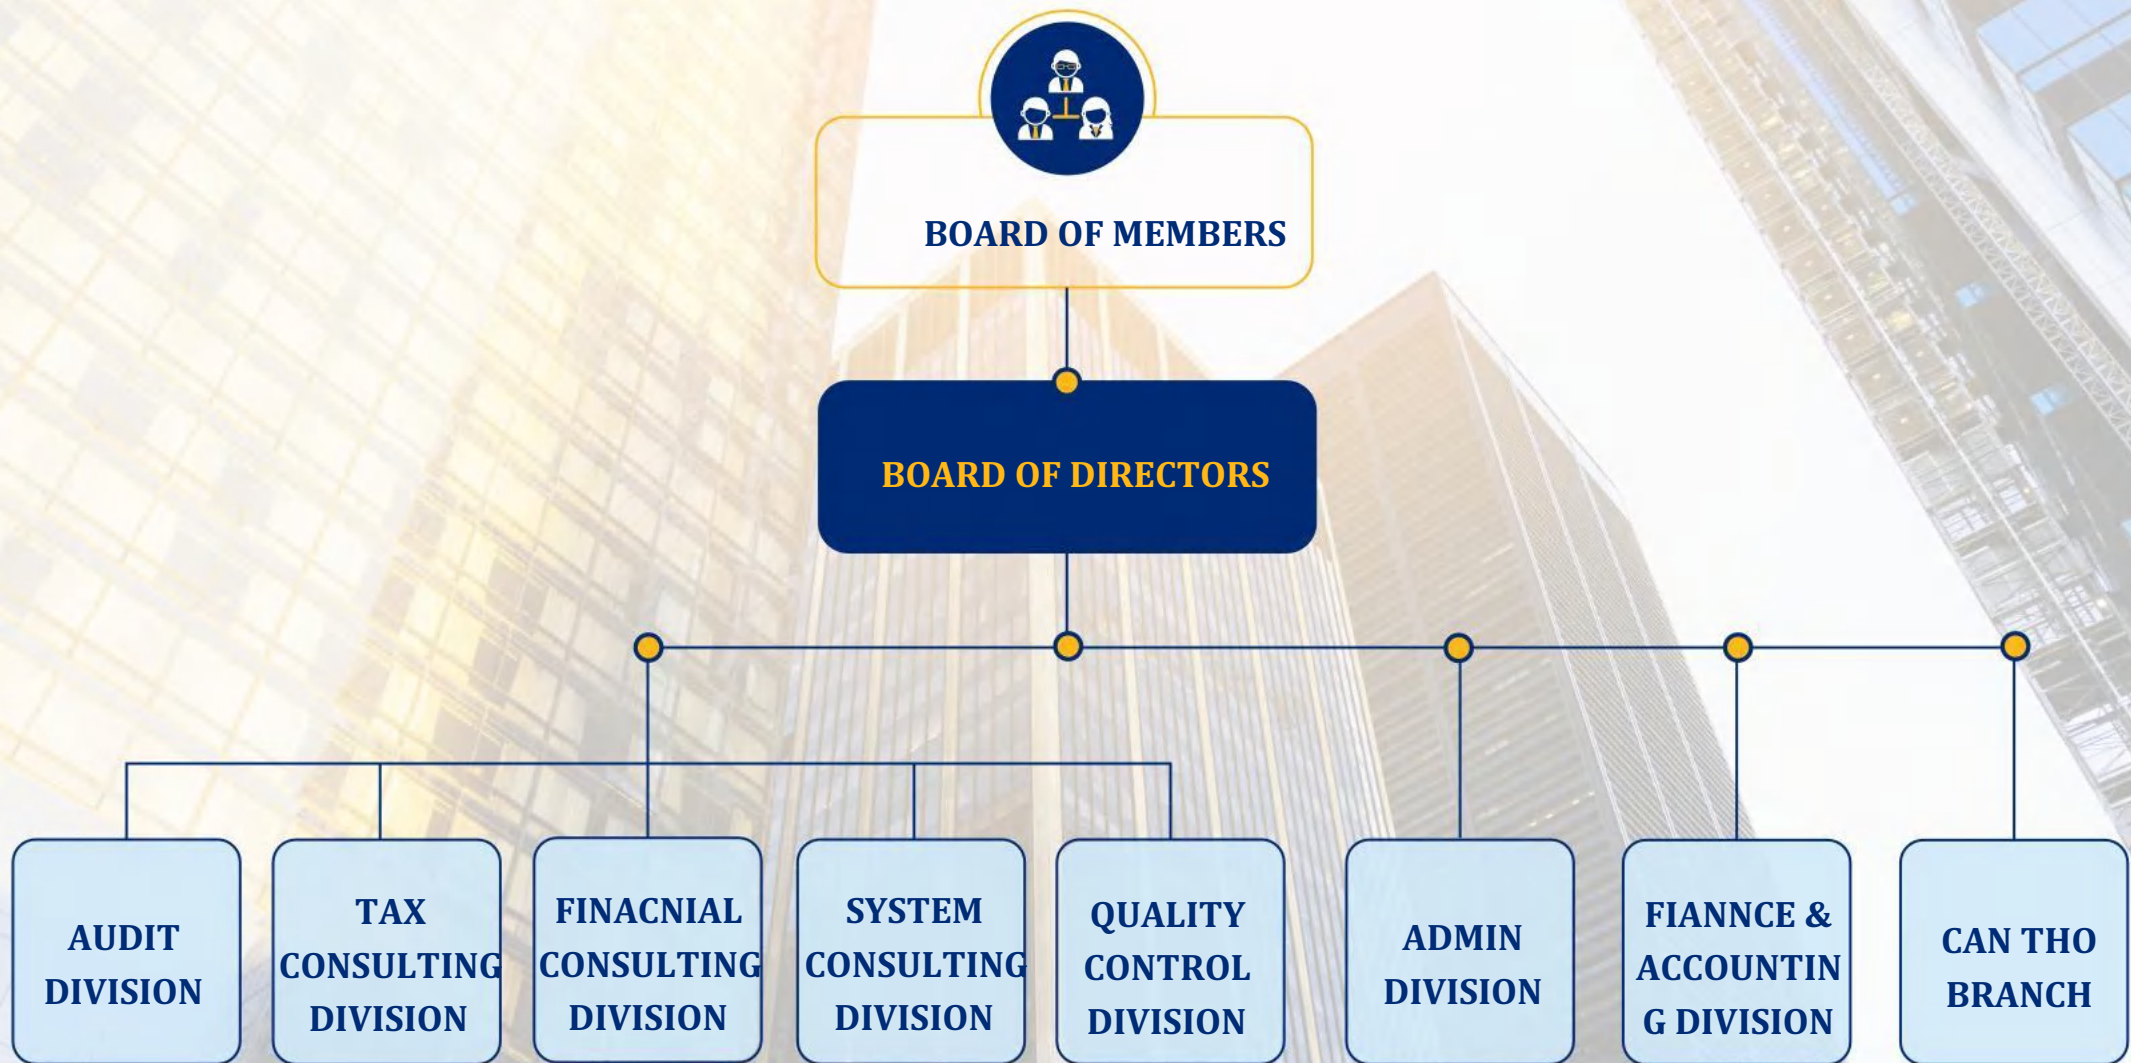 BOARD OF MEMBERS
BOARD OF DIRECTORS
AUDIT
DIVISION
TAX
CONSULTING
DIVISION
FINACNIAL
CONSULTING
DIVISION
SYSTEM
CONSULTING
DIVISION
QUALITY
CONTROL
DIVISION
ADMIN
DIVISION
FIANNCE &
ACCOUNTIN
G DIVISION
CAN THO
BRANCH